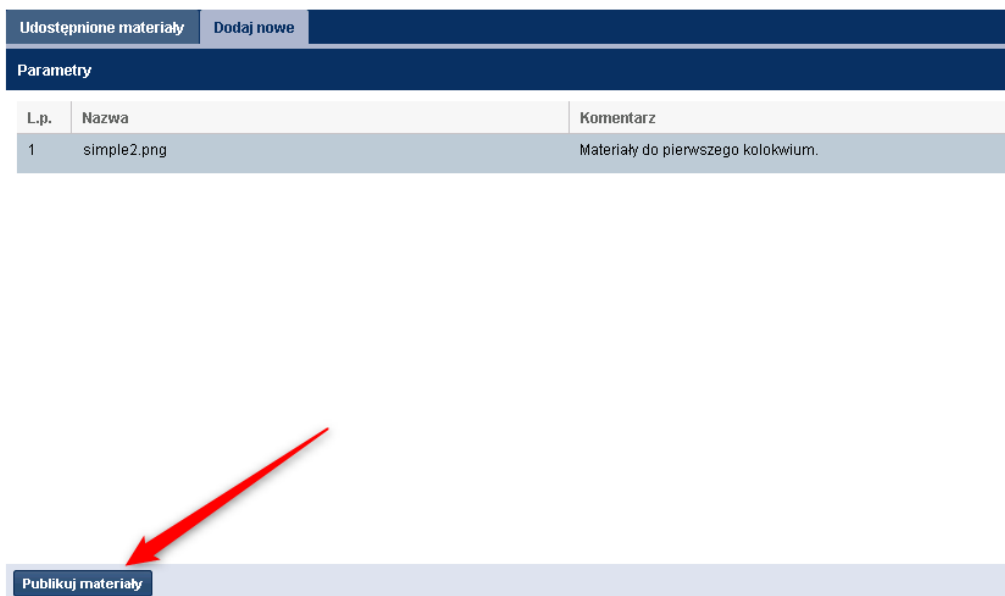 Udostępnione materiały Dodaj nowe
Parametry
L.p. Nazwa Komentarz
1 simple2.png Materiały do pierwszego kolokwium.
Publikuj materiały